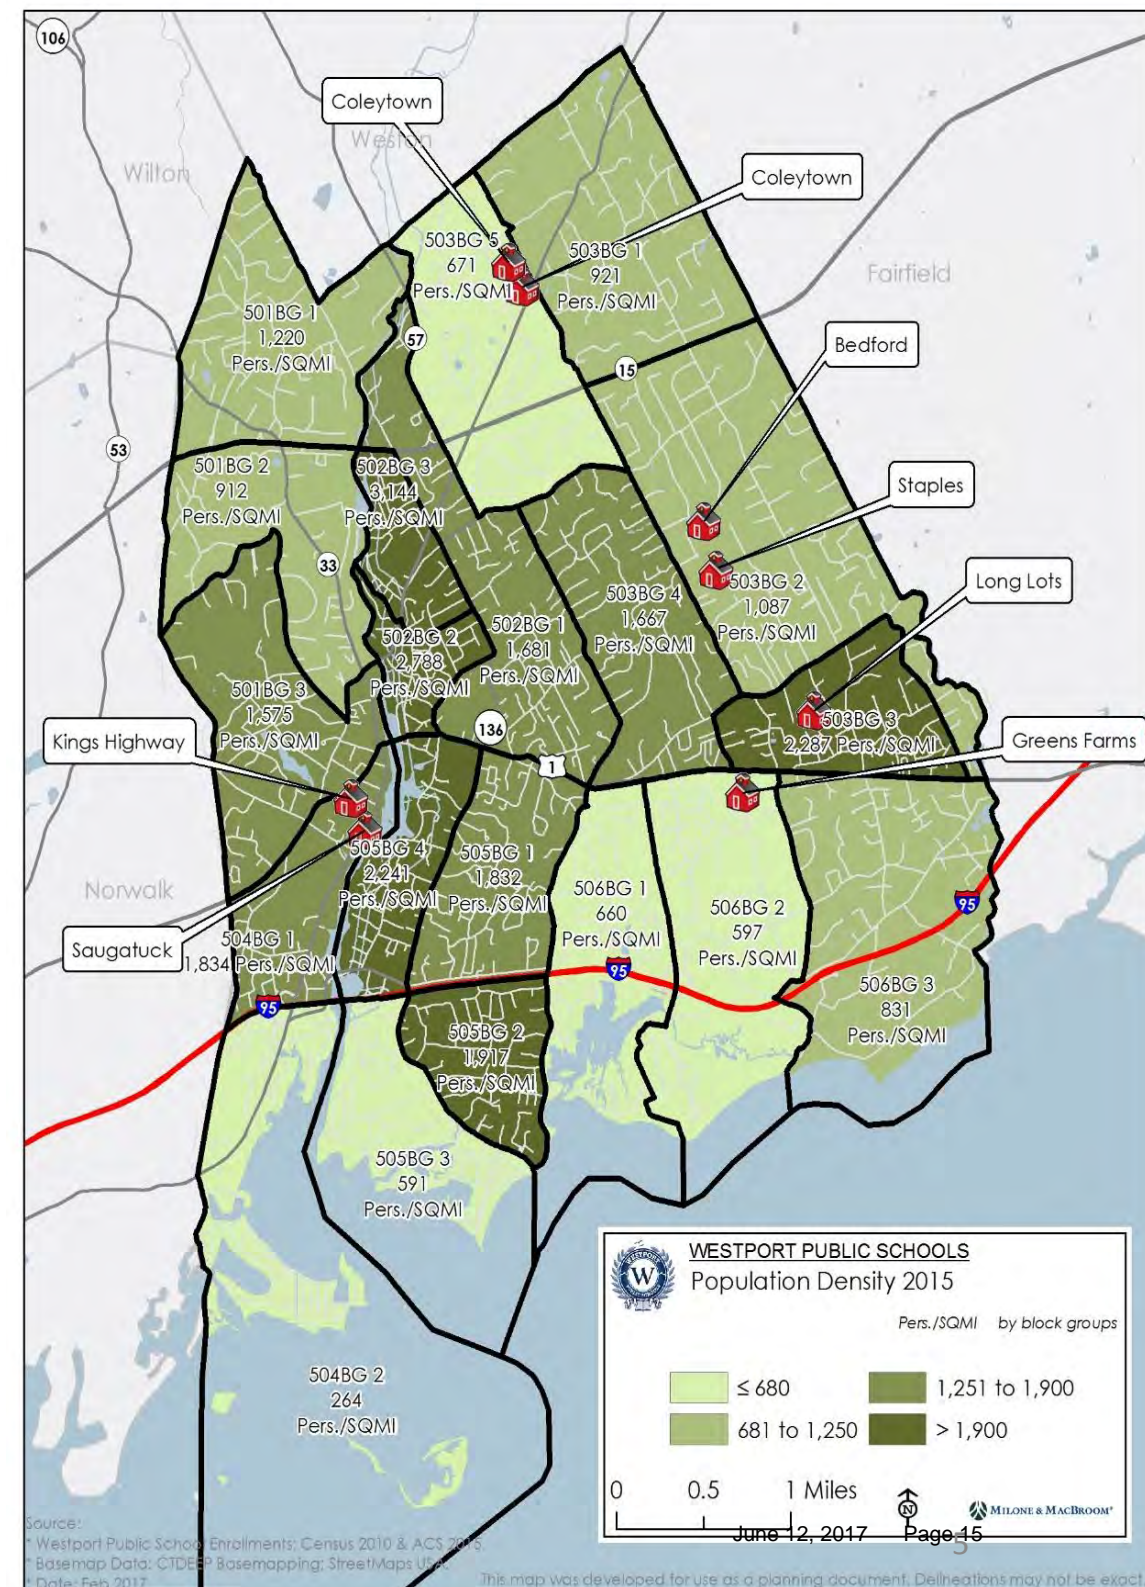 106
Coleytown
Weston
Wilton
Coleytown
503BG 5
671
Pers./SQMI
503BG 1
921
Pers./SQMI
Fairfield
501BG 1
1,220
Pers./SQMI
57
Bedford
15
53
501BG 2
912
Pers./SQMI
502BG 3
3,144
Pers./SQMI
Staples
33
503BG 4
1,667
Pers./SQMI
503BG 2
1,087
Pers./SQMI
Long Lots
502BG 2
2,788
Pers./SQMI
502BG 1
1,681
Pers./SQMI
501BG 3
1,575
Pers./SQMI
Kings Highway
136
1
503BG 3
2,287 Pers./SQMI
Greens Farms
505BG 4
2,241
Pers./SQMI
505BG 1
1,832
Pers./SQMI
Norwalk
506BG 1
660
Pers./SQMI
506BG 2
597
Pers./SQMI
95
Saugatuck
504BG 1
1,834 Pers./SQMI
95
95
506BG 3
831
Pers./SQMI
505BG 2
1,917
Pers./SQMI
505BG 3
591
Pers./SQMI
504BG 2
264
Pers./SQMI
WESTPORT PUBLIC SCHOOLS
Population Density 2015
Pers./SQMI by block groups
≤ 680
1,251 to 1,900
681 to 1,250
> 1,900
0 0.5 1 Miles
N
MILONE & MACBROOM
June 12, 2017 Page 15
5
Source:
* Westport Public School Enrollments; Census 2010 & ACS 2015.
* Basemap Data: CTDEEP Basemapping; StreetMaps USA.
* Date: Feb 2017
This map was developed for use as a planning document. Delineations may not be exact